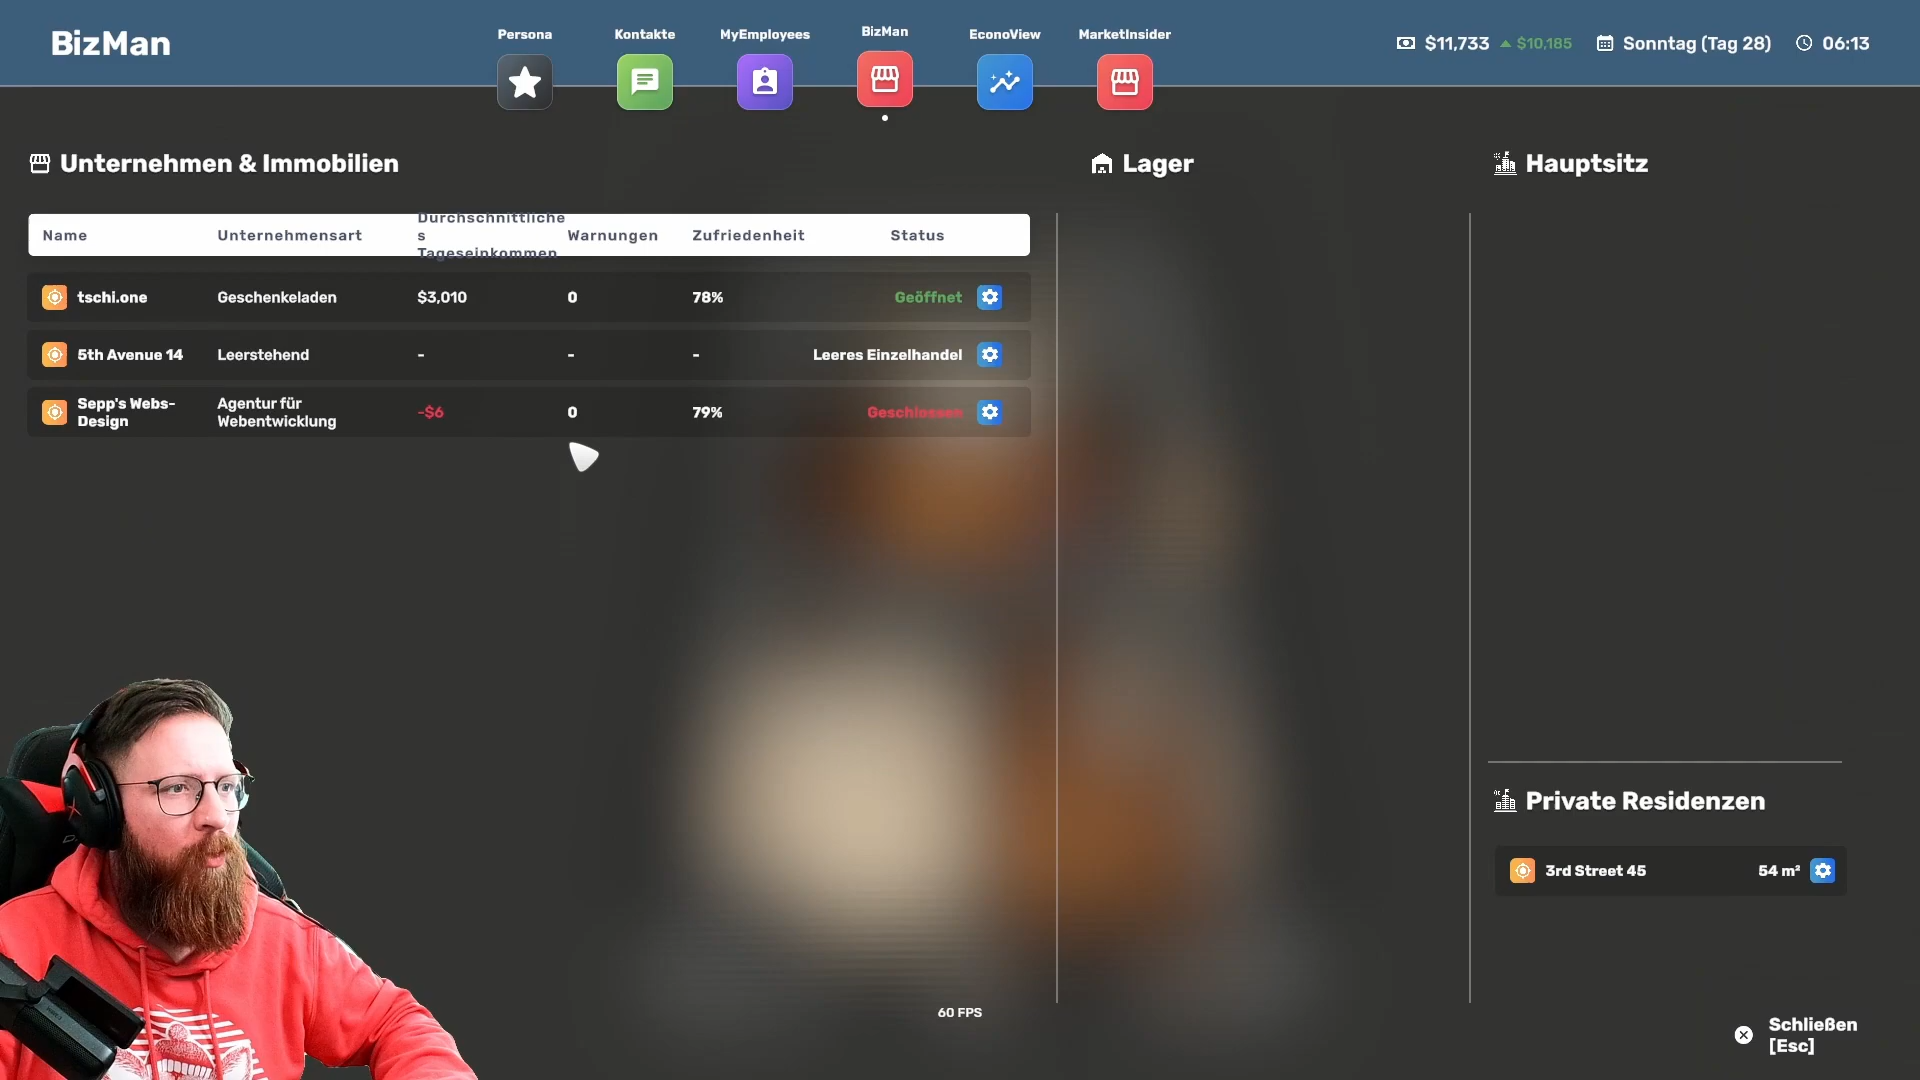 BizMan
Persona
Kontakte
MyEmployees
BizMan
EconoView
MarketInsider
$11,733
$10,185
Sonntag (Tag 28)
06:13
Unternehmen & Immobilien
Lager
Hauptsitz
Name
Unternehmensart
Durchschnittliche
s
Tageseinkommen
Warnungen
Zufriedenheit
Status
tschi.one
Geschenkeladen
$3,010
0
78%
Geöffnet
5th Avenue 14
Leerstehend
-
-
-
Leeres Einzelhandel
Sepp's Webs-
Design
Agentur für
Webentwicklung
-$6
0
79%
Geschlossen
Private Residenzen
3rd Street 45
54 m²
60 FPS
Schließen
[Esc]